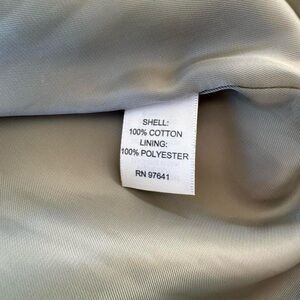 SHELL:
100% COTTON
LINING:
100% POLYESTER
RN 97641